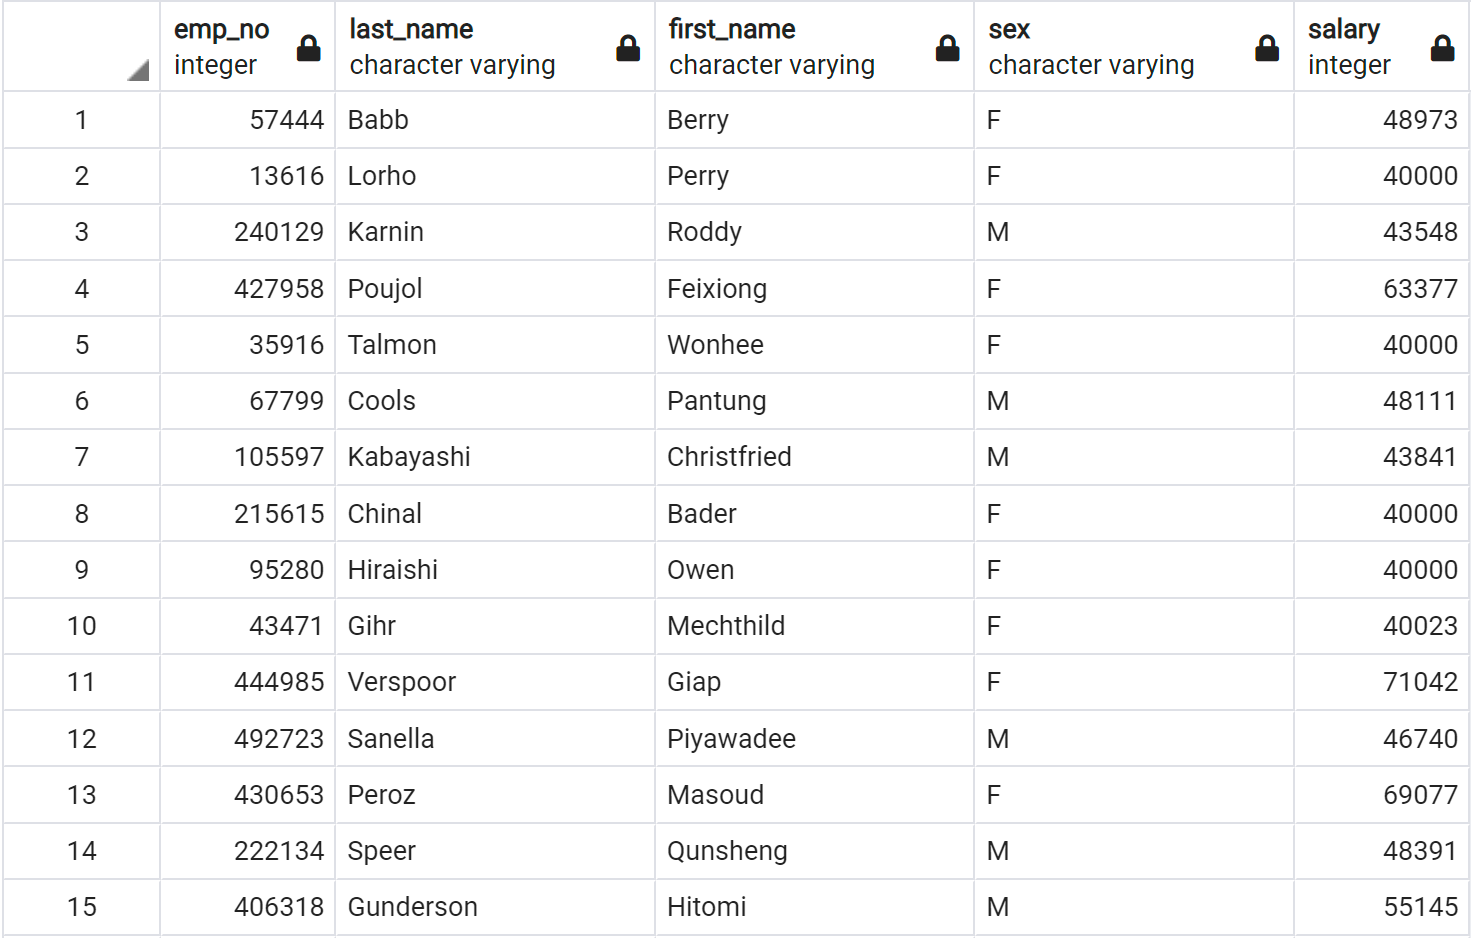 emp_no last_name first_name sex salary
integer character varying character varying character varying integer
1 57444 Babb Berry F 48973
2 13616 Lorho Perry F 40000
3 240129 Karnin Roddy M 43548
4 427958 Poujol Feixiong F 63377
5 35916 Talmon Wonhee F 40000
6 67799 Cools Pantung M 48111
7 105597 Kabayashi Christfried M 43841
8 215615 Chinal Bader F 40000
9 95280 Hiraishi Owen F 40000
10 43471 Gihr Mechthild F 40023
11 444985 Verspoor Giap F 71042
12 492723 Sanella Piyawadee M 46740
13 430653 Peroz Masoud F 69077
14 222134 Speer Qunsheng M 48391
15 406318 Gunderson Hitomi M 55145